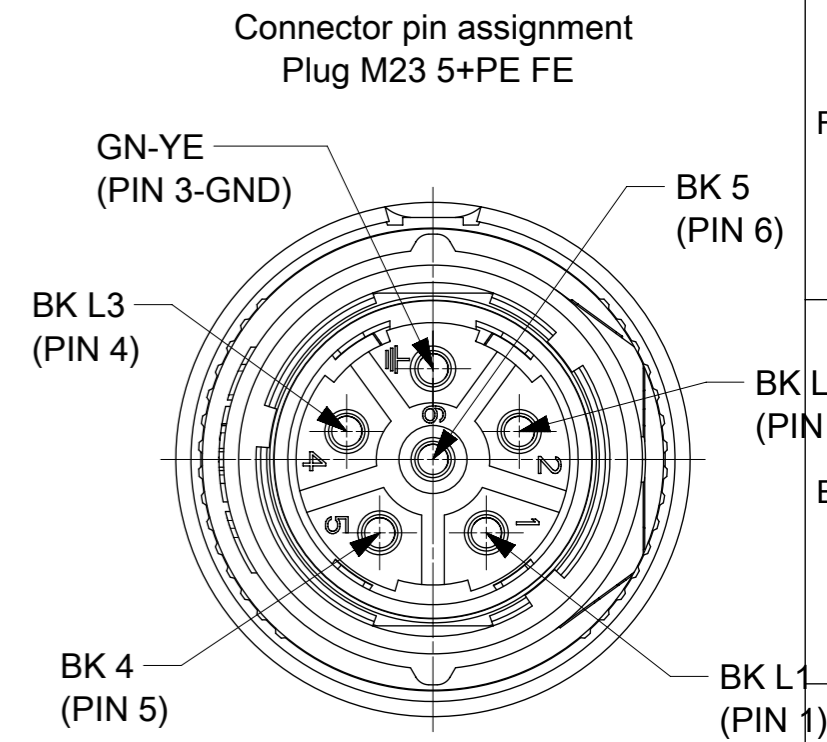 Connector pin assignment
Plug M23 5+PE FE
GN-YE
(PIN 3-GND)
BK 5
(PIN 6)
BK L3
(PIN 4)
BK L
(PIN
6
4
2
5
1
BK 4
(PIN 5)
BK L1
(PIN 1)